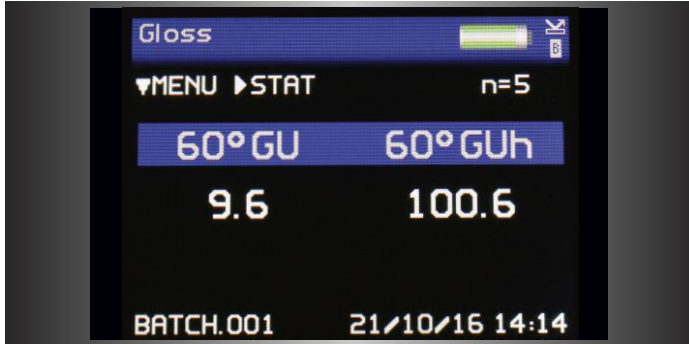 Gloss
B
▼MENU ▶STAT n=5
60°GU 60°GUh
9.6 100.6
BATCH.001 21/10/16 14:14